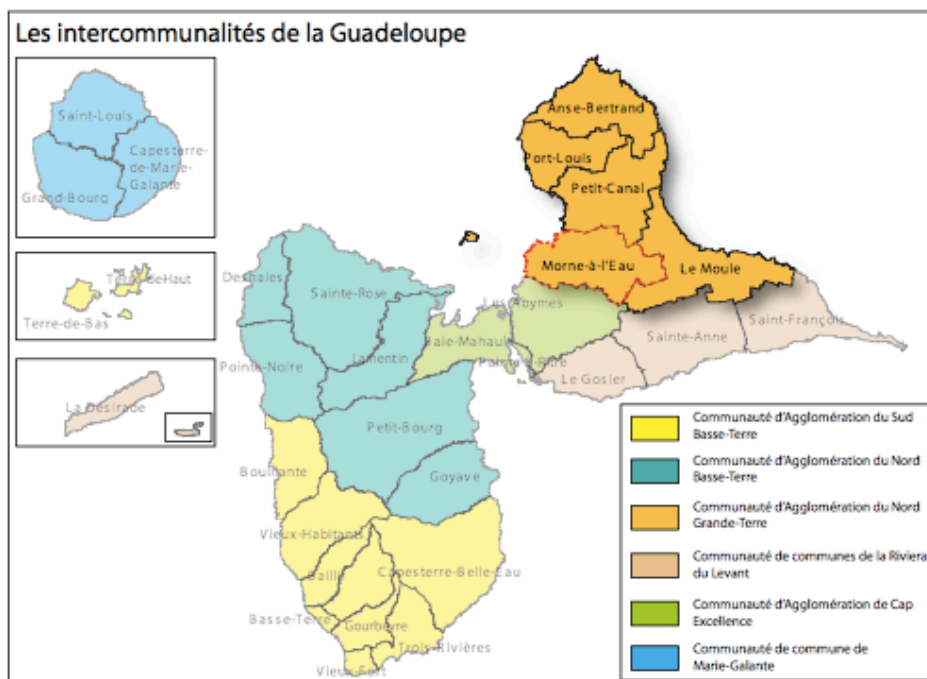 Les intercommunalités de la Guadeloupe
Saint-Louis
Capesterre-
de-Marie-
Galante
Grand-Bourg
Anse-Bertrand
Port-Louis
Petit-Canal
Morne-à-l'Eau
Le Moule
Terre-deHaut
Terre-de-Bas
Deshaies
Sainte-Rose
Les Abymes
Baie-Mahault
Lamentin
Pointe-à-Pitre
Pointe-Noire
Saint-François
Sainte-Anne
Le Gosier
La Désirade
Petit-Bourg
Goyave
Bouillante
Vieux-Habitants
Baillif
Capesterre-Belle-Eau
Basse-Terre
Gourbeyre
Trois-Rivières
Vieux-Fort
Communauté d'Agglomération du Sud
Basse-Terre
Communauté d'Agglomération du Nord
Basse-Terre
Communauté d'Agglomération du Nord
Grande-Terre
Communauté de communes de la Riviera
du Levant
Communauté d'Agglomération de Cap
Excellence
Communauté de commune de
Marie-Galante